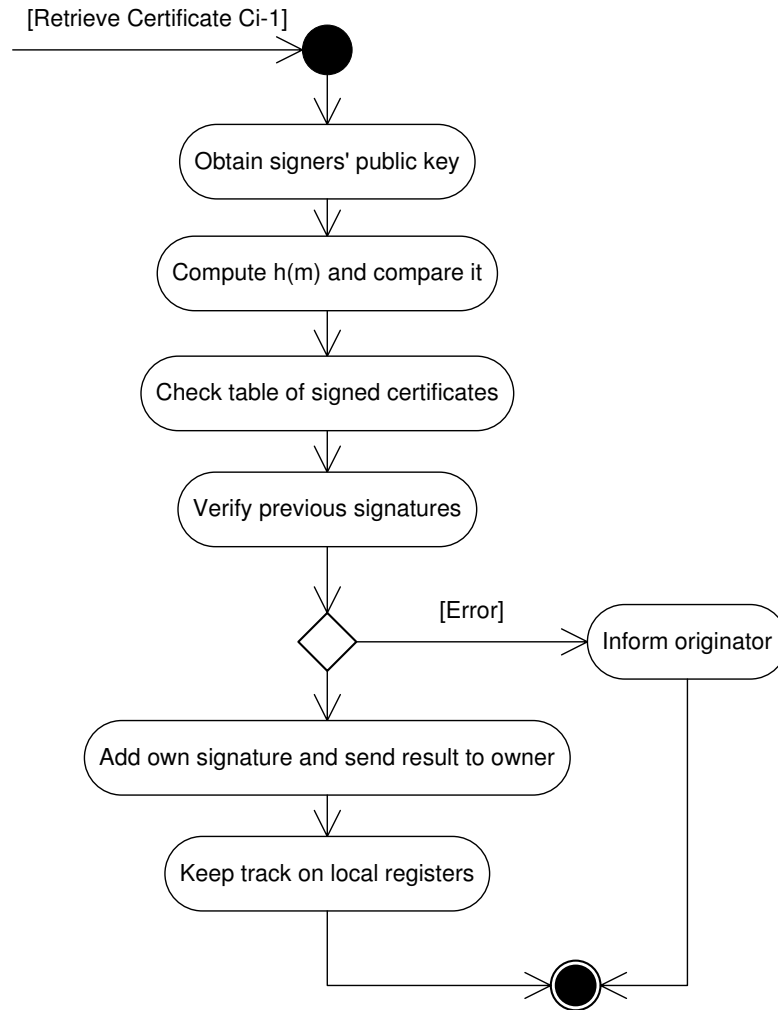 [Retrieve Certificate Ci-1]
Obtain signers' public key
Compute h(m) and compare it
Check table of signed certificates
Verify previous signatures
[Error]
Inform originator
Add own signature and send result to owner
Keep track on local registers